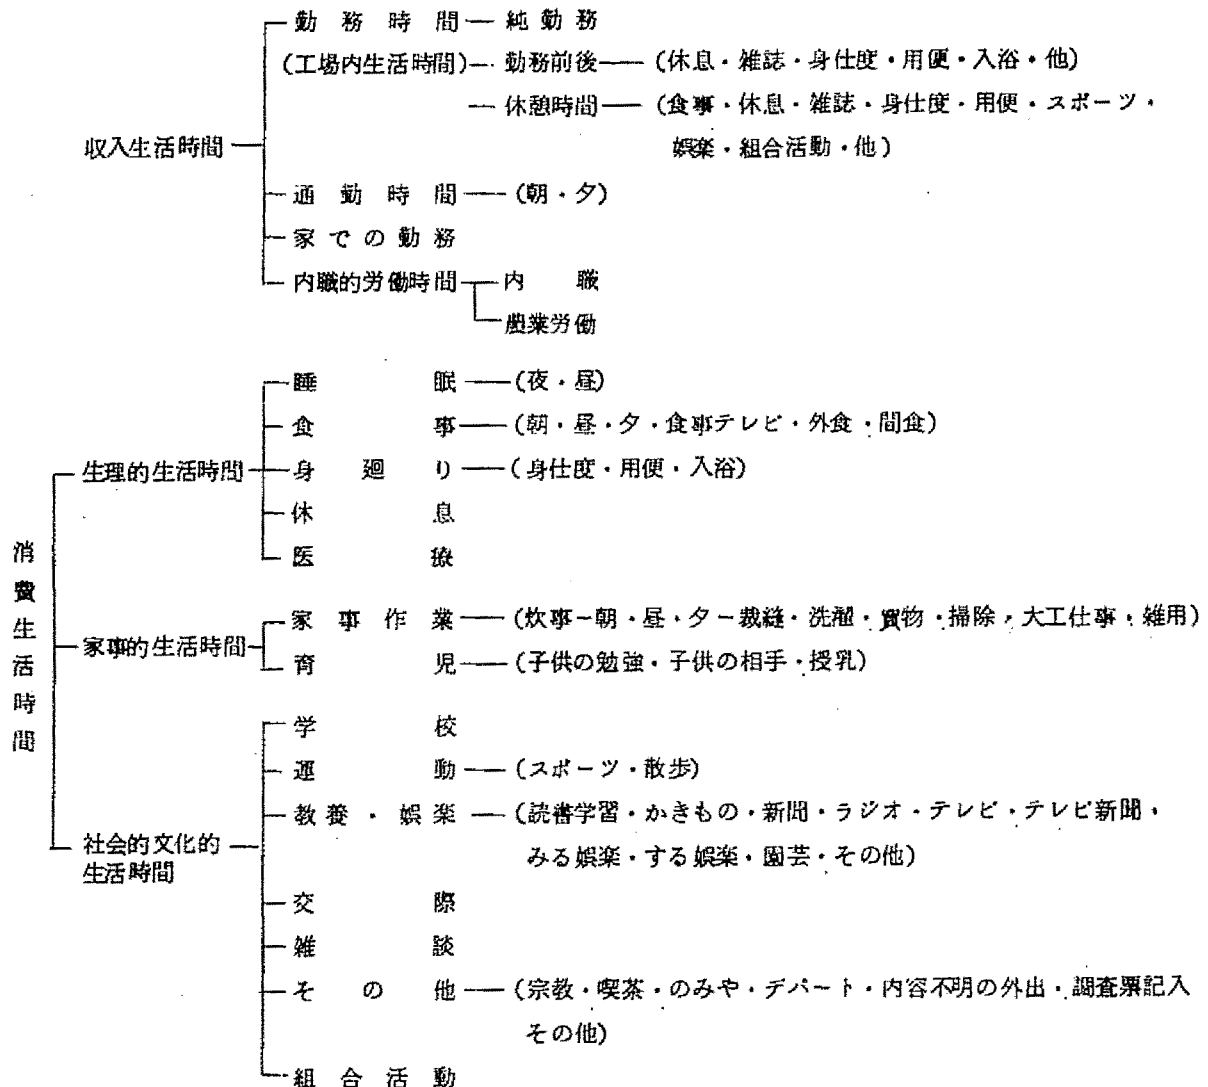 勤務時間 純勤務
(工場内生活時間) 勤務前後 (休息・雑誌・身仕度・用便・入浴・他)
休憩時間 (食事・休息・雑誌・身仕度・用便・スポーツ・
収入生活時間 娯楽・組合活動・他)
通勤時間 (朝・夕)
家での勤務
内職的労働時間 内職
農業労働
睡眠 (夜・昼)
食事 (朝・昼・夕・食事テレビ・外食・間食)
生理的生活時間 身廻り (身仕度・用便・入浴)
休息
医療
消費生活時間
家事作業 (炊事-朝・昼・夕-裁縫・洗濯・買物・掃除・大工仕事・雑用)
家事的生活時間
育児 (子供の勉強・子供の相手・授乳)
学校
運動 (スポーツ・散歩)
教養・娯楽 (読書学習・かきもの・新聞・ラジオ・テレビ・テレビ新聞・
社会的文化的 みる娯楽・する娯楽・園芸・その他)
生活時間
交際
雑談
その他 (宗教・喫茶・のみや・デパート・内容不明の外出・調査票記入
その他)
組合活動